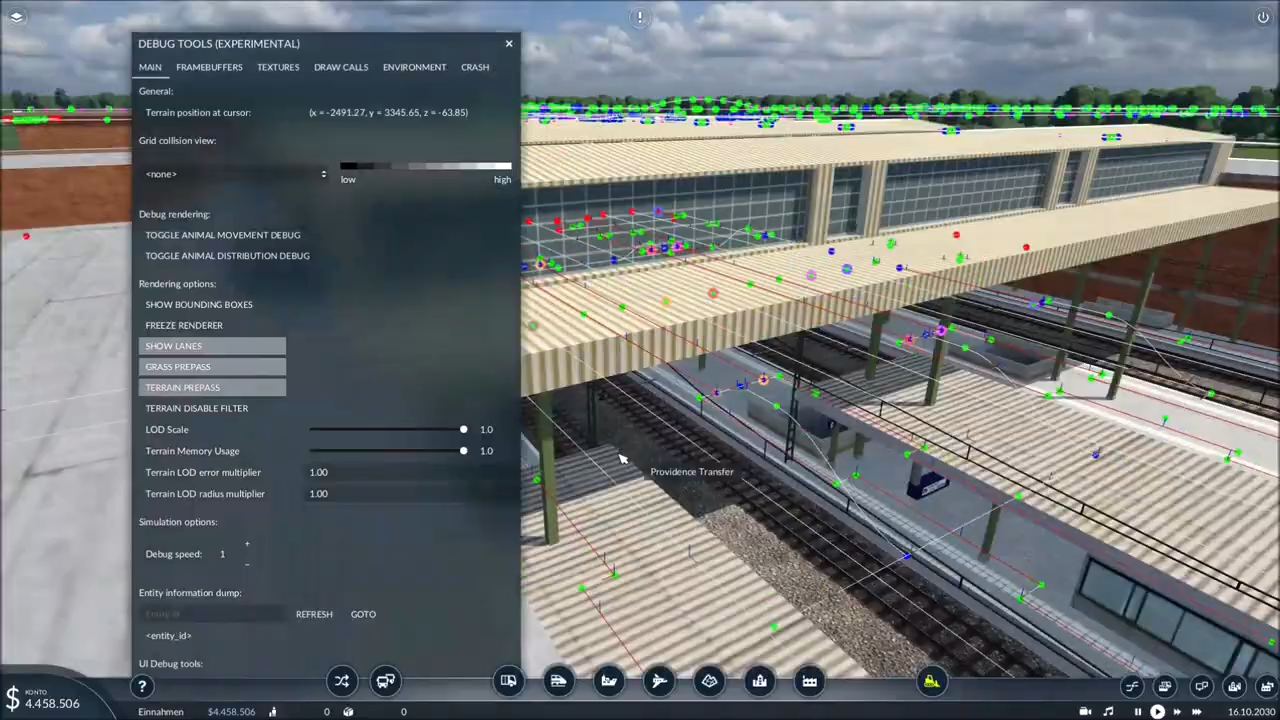 DEBUG TOOLS (EXPERIMENTAL)
MAIN FRAMEBUFFERS TEXTURES DRAW CALLS ENVIRONMENT CRASH
General:
Terrain position at cursor: (x = -2491.27, y = 3345.65, z = -63.85)
Grid collision view:
<none>
low high
Debug rendering:
TOGGLE ANIMAL MOVEMENT DEBUG
TOGGLE ANIMAL DISTRIBUTION DEBUG
Rendering options:
SHOW BOUNDING BOXES
FREEZE RENDERER
SHOW LANES
GRASS PREPASS
TERRAIN PREPASS
TERRAIN DISABLE FILTER
LOD Scale 1.0
Terrain Memory Usage 1.0
Providence Transfer
Terrain LOD error multiplier 1.00
Terrain LOD radius multiplier 1.00
Simulation options:
Debug speed: 1
Entity information dump:
Entity id REFRESH GOTO
<entity_id>
UI Debug tools:
?
KONTO
$ 4.458.506
Einnahmen $4.458.506 0 0
16.10.2030